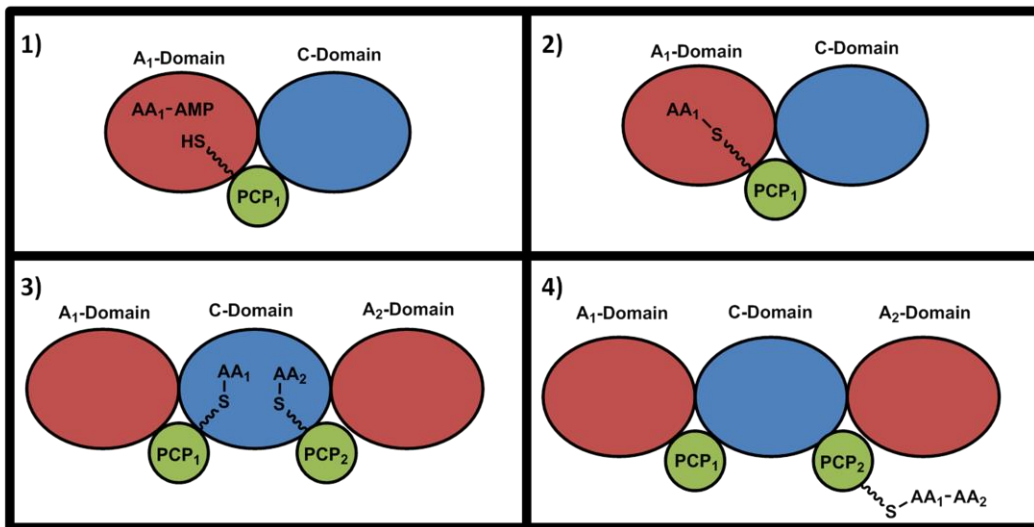 1)
A₁-Domain C-Domain
AA₁-AMP
HS
PCP₁
2)
A₁-Domain C-Domain
AA₁
S
PCP₁
3)
A₁-Domain C-Domain A₂-Domain
AA₁ AA₂
S S
PCP₁ PCP₂
4)
A₁-Domain C-Domain A₂-Domain
PCP₁ PCP₂
S AA₁-AA₂